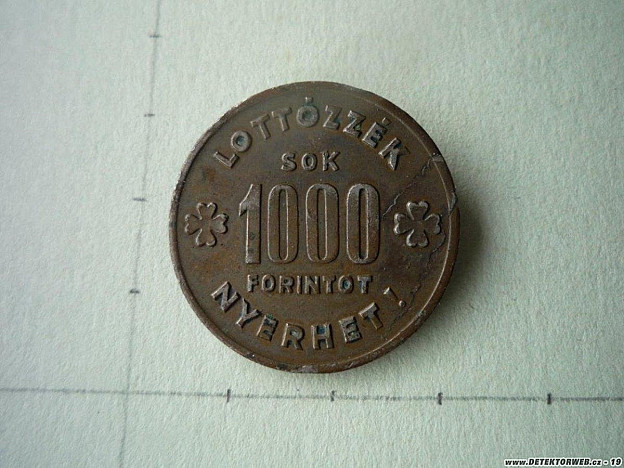 LOTTÓZZÉK
SOK
1000
FORINTOT
NYERHET!
www.DETEKTORWEB.cz - 19